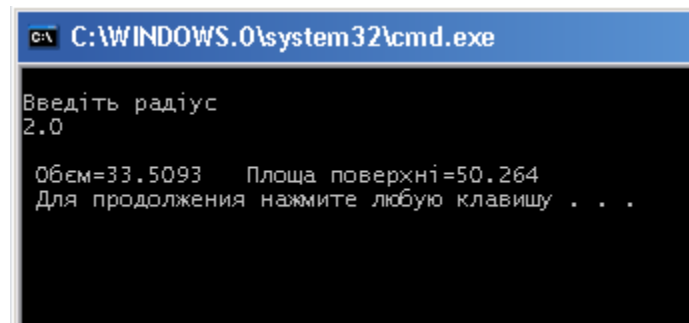 C:\WINDOWS.0\system32\cmd.exe
Введіть радіус
2.0
Обєм=33.5093 Площа поверхні=50.264
Для продолжения нажмите любую клавишу . . .